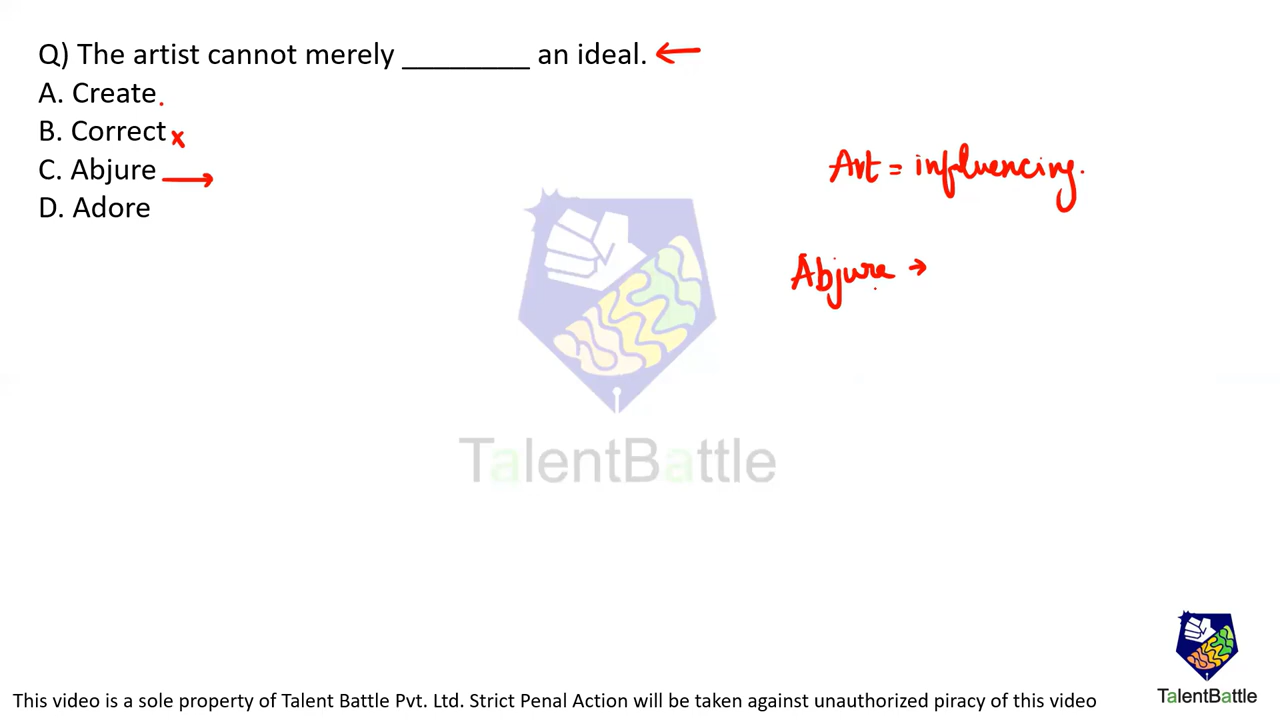 Q) The artist cannot merely ________ an ideal. ←
A. Create.
B. Correct x
C. Abjure →
D. Adore
Art = influencing.
Abjure →
TalentBattle
TalentBattle
This video is a sole property of Talent Battle Pvt. Ltd. Strict Penal Action will be taken against unauthorized piracy of this video